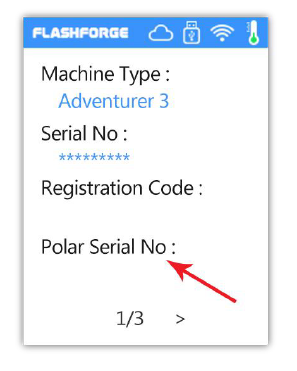 FLASHFORGE
Machine Type :
Adventurer 3
Serial No :
*********
Registration Code :
Polar Serial No :
1/3 >